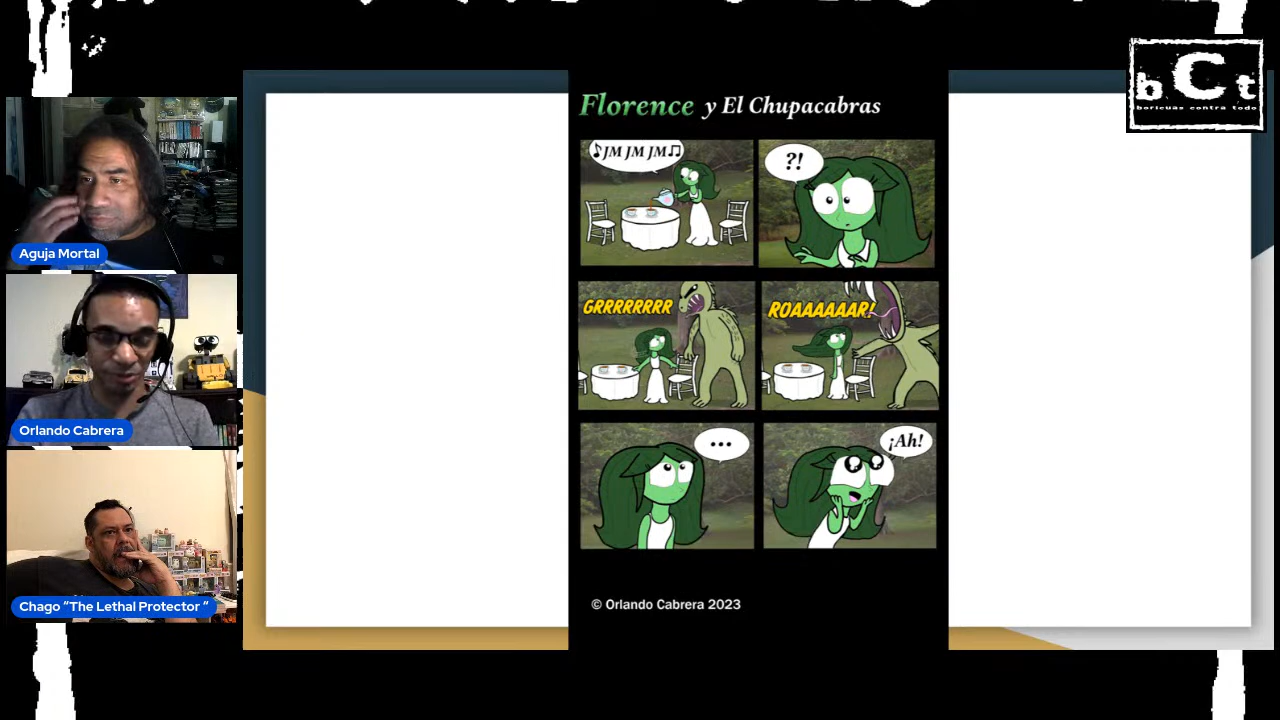 bCt
boricuas contra todo
Florence y El Chupacabras
♪JM JM JM♫
?!
GRRRRRRRR
ROAAAAAAR!
...
¡Ah!
© Orlando Cabrera 2023
Aguja Mortal
Orlando Cabrera
Chago “The Lethal Protector “